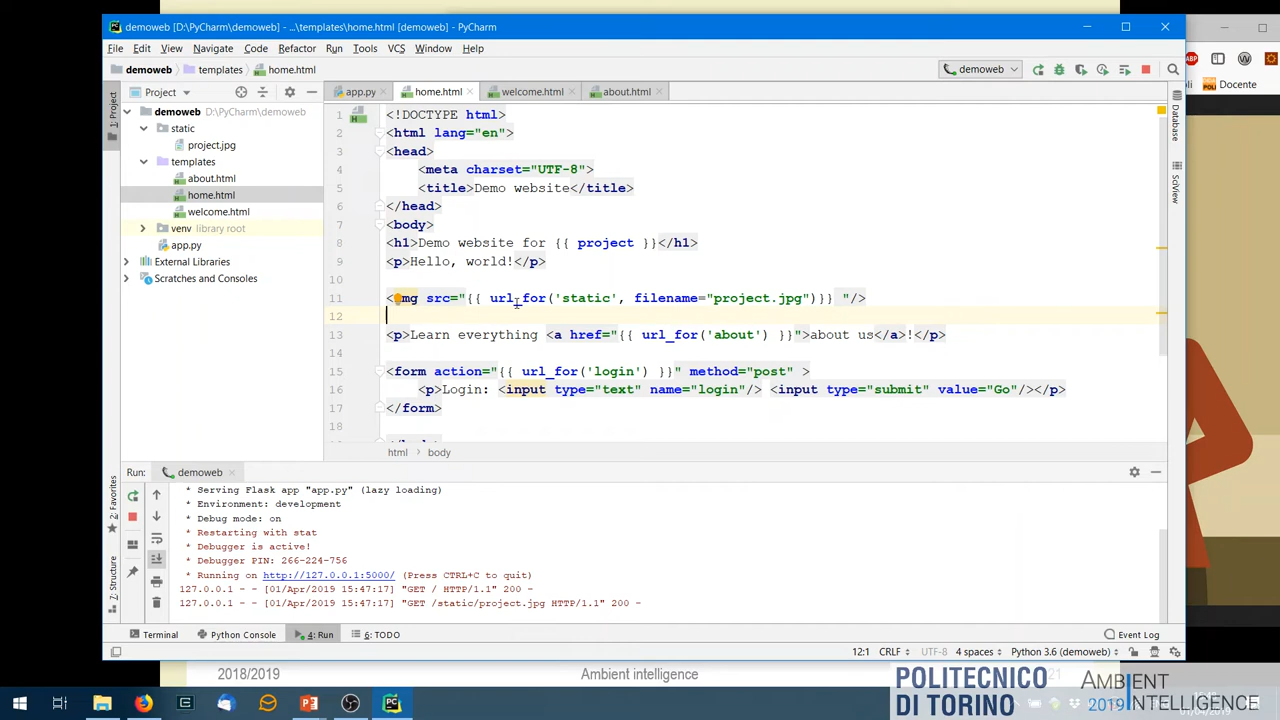 demoweb [D:\PyCharm\demoweb] - ...\templates\home.html [demoweb] - PyCharm
File Edit View Navigate Code Refactor Run Tools VCS Window Help
demoweb templates home.html demoweb
Project app.py home.html welcome.html about.html
demoweb D:\PyCharm\demoweb
static
project.jpg
templates
about.html
home.html
welcome.html
venv library root
app.py
External Libraries
Scratches and Consoles
1: Project
2: Favorites
7: Structure
Database
SciView
Docente
1 <!DOCTYPE html>
2 <html lang="en">
3 <head>
4 <meta charset="UTF-8">
5 <title>Demo website</title>
6 </head>
7 <body>
8 <h1>Demo website for {{ project }}</h1>
9 <p>Hello, world!</p>
10
11 <img src="{{ url_for('static', filename="project.jpg")}} "/>
12
13 <p>Learn everything <a href="{{ url_for('about') }}">about us</a>!</p>
14
15 <form action="{{ url_for('login') }}" method="post" >
16 <p>Login: <input type="text" name="login"/> <input type="submit" value="Go"/></p>
17 </form>
18
html body
Run: demoweb
* Serving Flask app "app.py" (lazy loading)
* Environment: development
* Debug mode: on
* Restarting with stat
* Debugger is active!
* Debugger PIN: 266-224-756
* Running on http://127.0.0.1:5000/ (Press CTRL+C to quit)
127.0.0.1 - - [01/Apr/2019 15:47:17] "GET / HTTP/1.1" 200 -
127.0.0.1 - - [01/Apr/2019 15:47:17] "GET /static/project.jpg HTTP/1.1" 200 -
Terminal Python Console 4: Run 6: TODO Event Log
12:1 CRLF UTF-8 4 spaces Python 3.6 (demoweb)
2018/2019 Ambient intelligence
POLITECNICO
DI TORINO
AMBIENT
INTELLIGENCE
2019